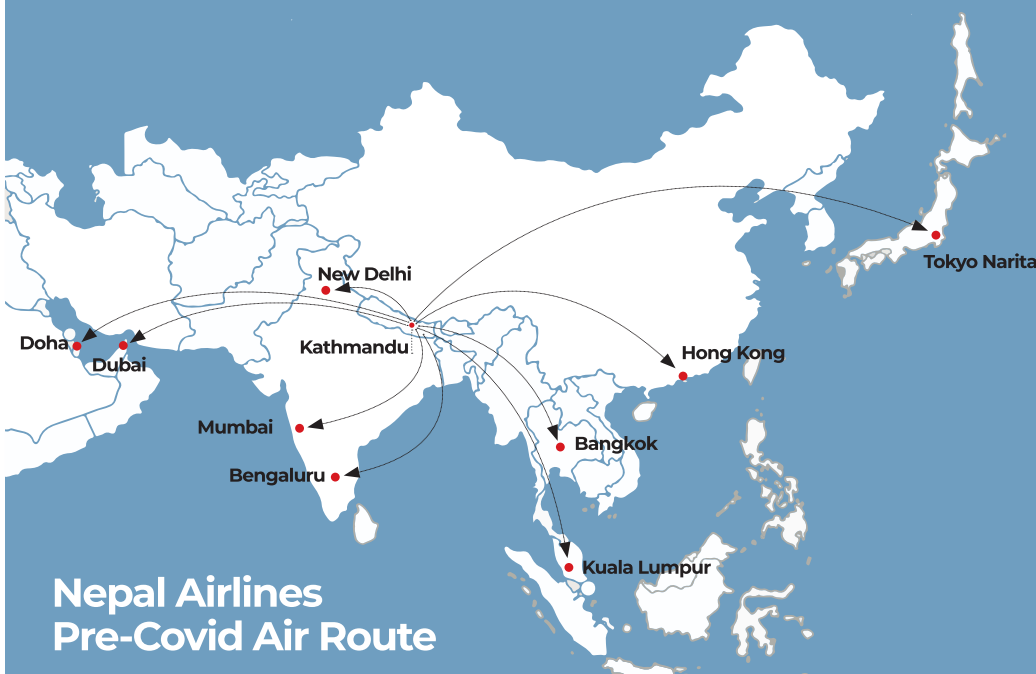 New Delhi
Tokyo Narita
Doha
Kathmandu
Hong Kong
Dubai
Mumbai
Bangkok
Bengaluru
Kuala Lumpur
Nepal Airlines
Pre-Covid Air Route